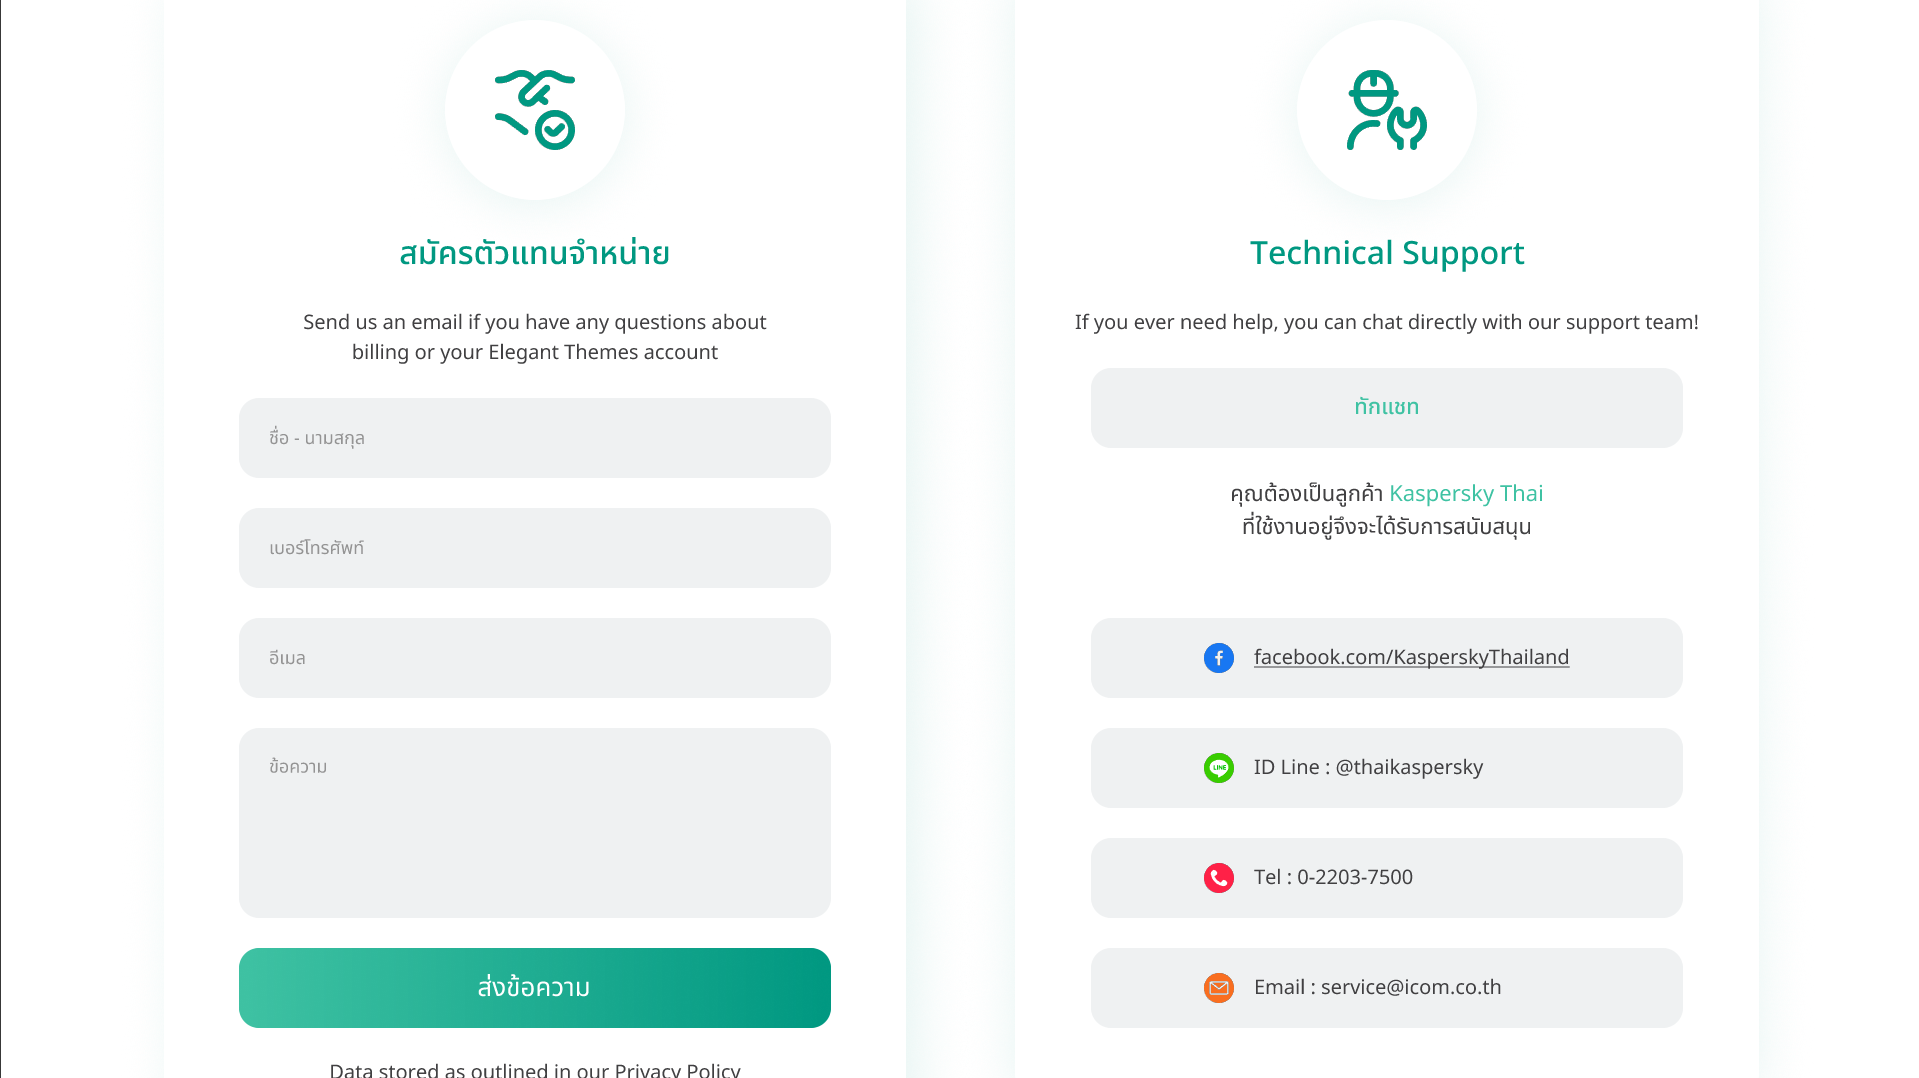 สมัครตัวแทนจำหน่าย
Send us an email if you have any questions about
billing or your Elegant Themes account
ชื่อ - นามสกุล
เบอร์โทรศัพท์
อีเมล
ข้อความ
ส่งข้อความ
Data stored as outlined in our Privacy Policy
Technical Support
If you ever need help, you can chat directly with our support team!
ทักแชท
คุณต้องเป็นลูกค้า Kaspersky Thai
ที่ใช้งานอยู่จึงจะได้รับการสนับสนุน
facebook.com/KasperskyThailand
LINE
ID Line : @thaikaspersky
Tel : 0-2203-7500
Email : service@icom.co.th